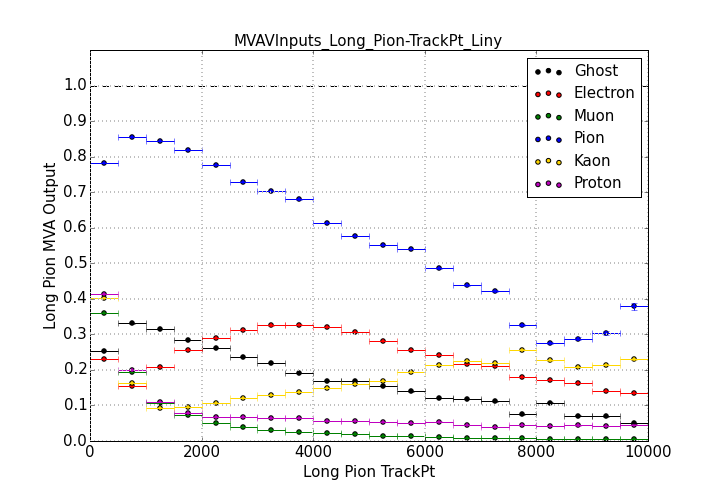 MVAVInputs_Long_Pion-TrackPt_Liny
Ghost
Electron
Muon
Pion
Kaon
Proton
Long Pion MVA Output
1.0
0.9
0.8
0.7
0.6
0.5
0.4
0.3
0.2
0.1
0.0
0 2000 4000 6000 8000 10000
Long Pion TrackPt